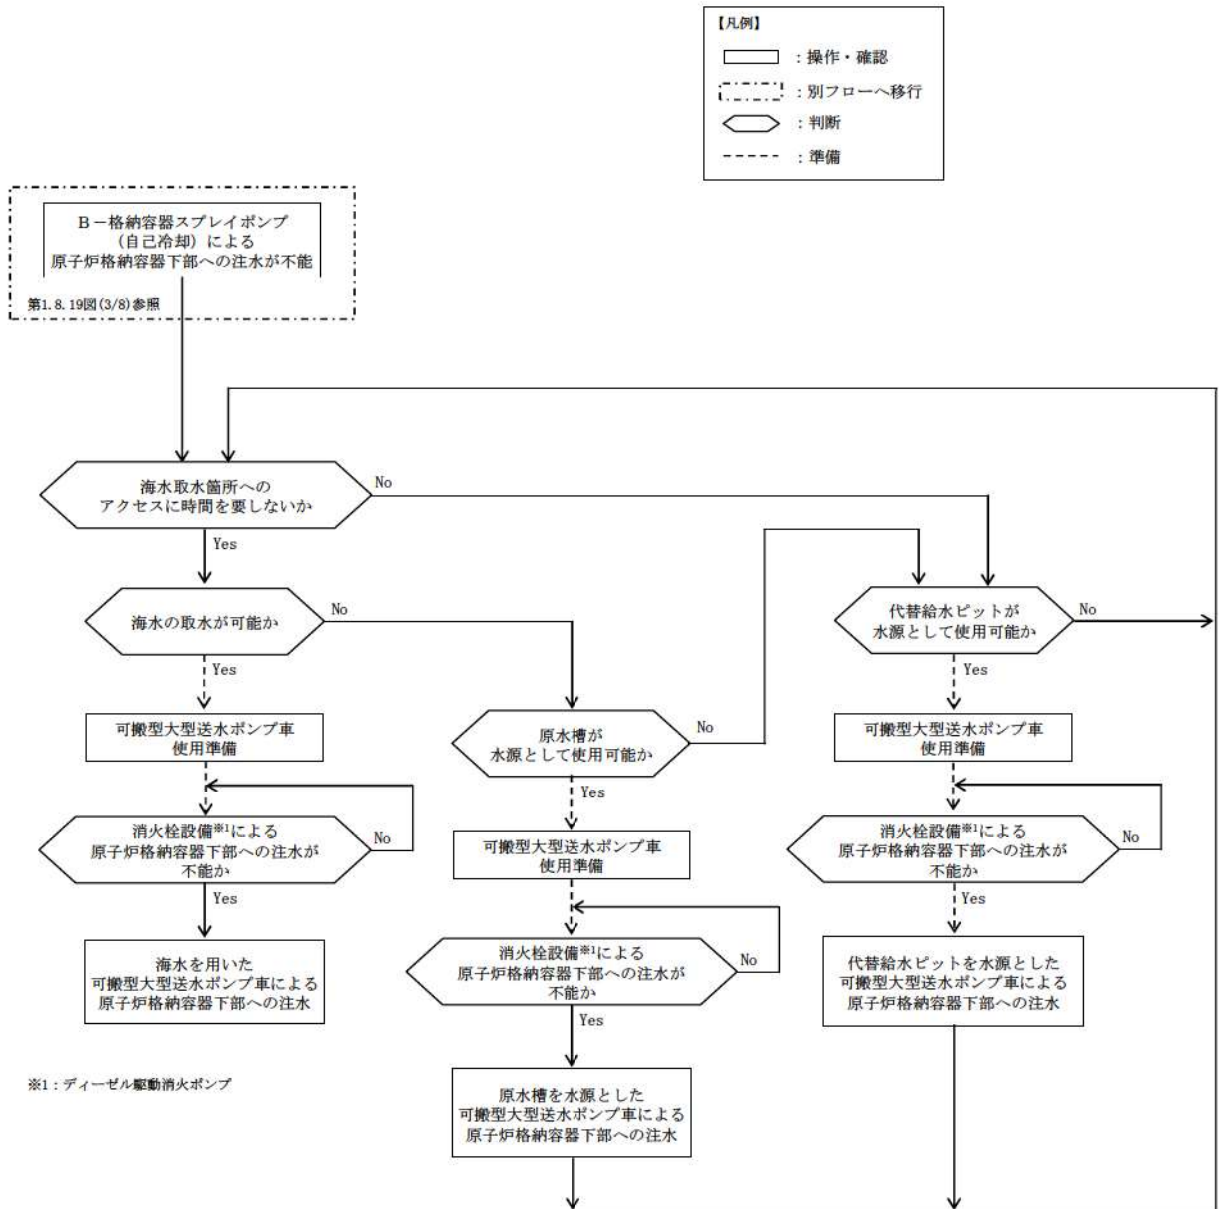 【凡例】
：操作・確認
：別フローへ移行
：判断
：準備
B－格納容器スプレイポンプ
（自己冷却）による
原子炉格納容器下部への注水が不能
第1.8.19図(3/8)参照
海水取水箇所への
アクセスに時間を要しないか
No
Yes
海水の取水が可能か
No
Yes
可搬型大型送水ポンプ車
使用準備
消火栓設備※1による
原子炉格納容器下部への注水が
不能か
No
Yes
海水を用いた
可搬型大型送水ポンプ車による
原子炉格納容器下部への注水
原水槽が
水源として使用可能か
No
Yes
可搬型大型送水ポンプ車
使用準備
消火栓設備※1による
原子炉格納容器下部への注水が
不能か
No
Yes
原水槽を水源とした
可搬型大型送水ポンプ車による
原子炉格納容器下部への注水
代替給水ピットが
水源として使用可能か
No
Yes
可搬型大型送水ポンプ車
使用準備
消火栓設備※1による
原子炉格納容器下部への注水が
不能か
No
Yes
代替給水ピットを水源とした
可搬型大型送水ポンプ車による
原子炉格納容器下部への注水
※1：ディーゼル駆動消火ポンプ